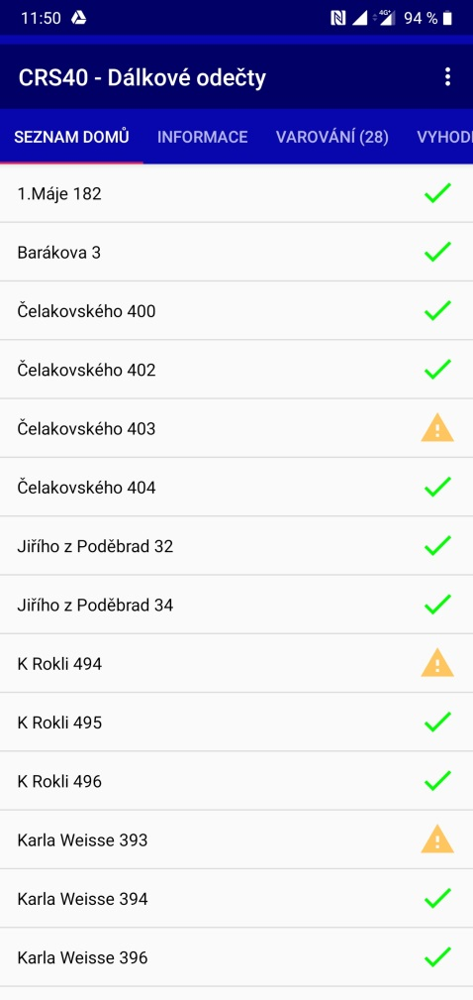 11:50 4G+ 94 %
CRS40 - Dálkové odečty
SEZNAM DOMŮ INFORMACE VAROVÁNÍ (28) VYHOD
1.Máje 182
Barákova 3
Čelakovského 400
Čelakovského 402
Čelakovského 403
Čelakovského 404
Jiřího z Poděbrad 32
Jiřího z Poděbrad 34
K Rokli 494
K Rokli 495
K Rokli 496
Karla Weisse 393
Karla Weisse 394
Karla Weisse 396